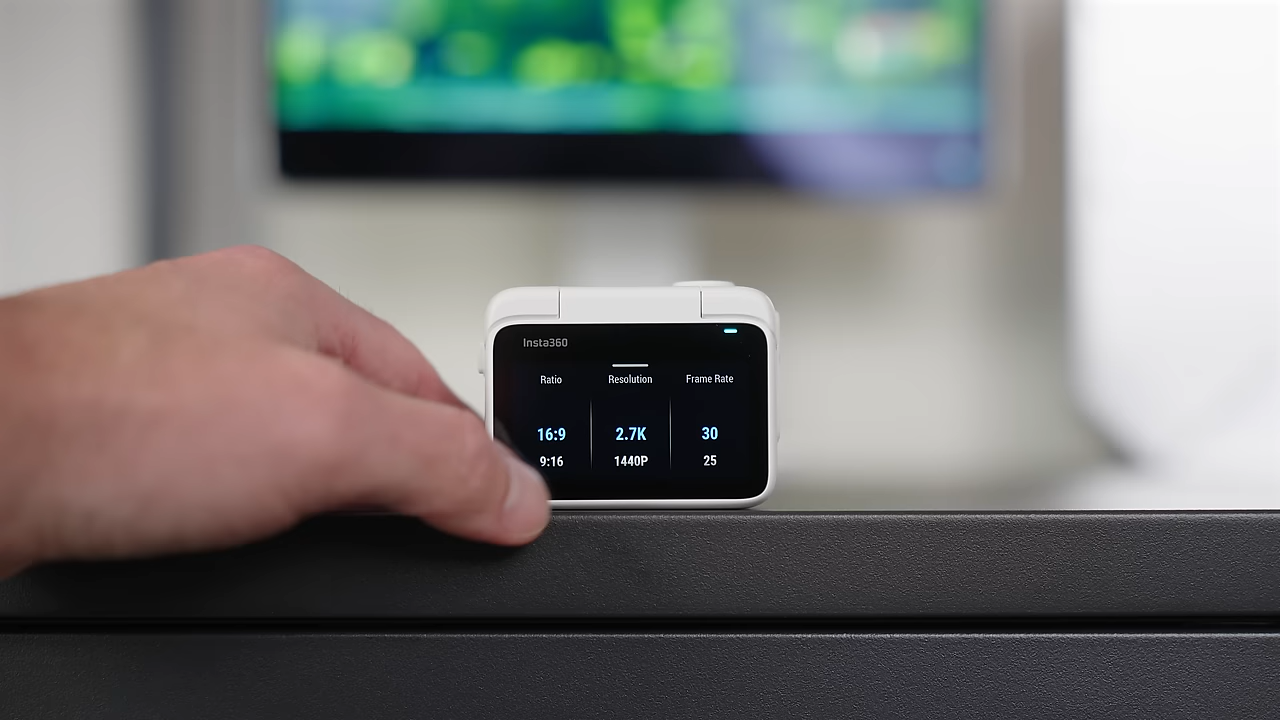 Insta360
Ratio Resolution Frame Rate
16:9 2.7K 30
9:16 1440P 25